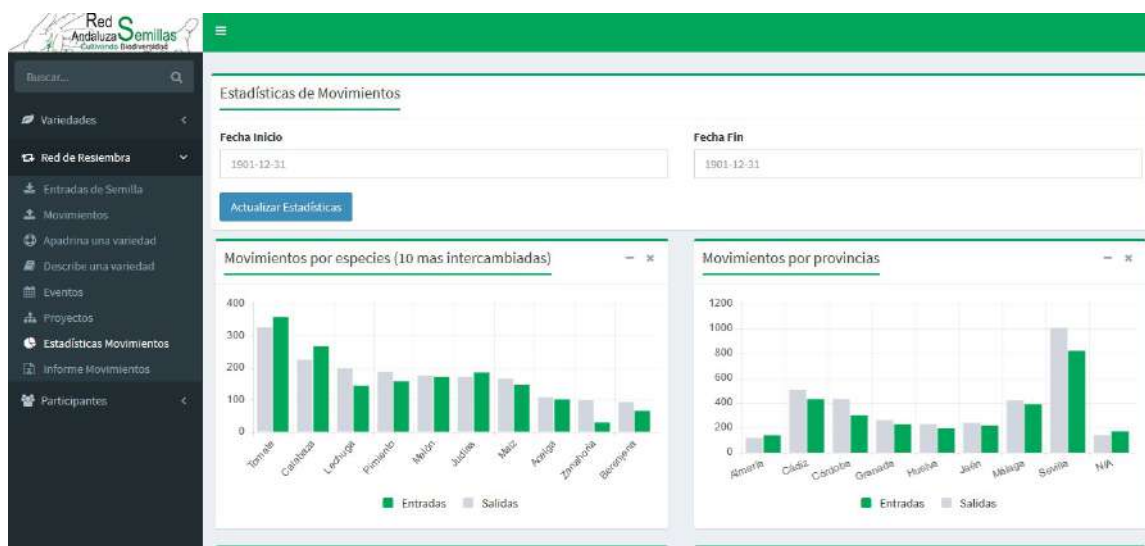 Red
Andaluza Semillas
Cultivando Biodiversidad
Buscar...
Variedades
Red de Resiembra
Entradas de Semilla
Movimientos
Apadrina una variedad
Describe una variedad
Eventos
Proyectos
Estadísticas Movimientos
Informe Movimientos
Participantes
Estadísticas de Movimientos
Fecha Inicio
Fecha Fin
1901-12-31
1901-12-31
Actualizar Estadísticas
Movimientos por especies (10 mas intercambiadas)
400
300
200
100
0
Tomate
Calabaza
Lechuga
Pimiento
Melón
Judías
Maíz
Acelga
Zanahoria
Berenjena
Entradas
Salidas
Movimientos por provincias
1200
1000
800
600
400
200
0
Almería
Cádiz
Córdoba
Granada
Huelva
Jaén
Málaga
Sevilla
N/A
Entradas
Salidas